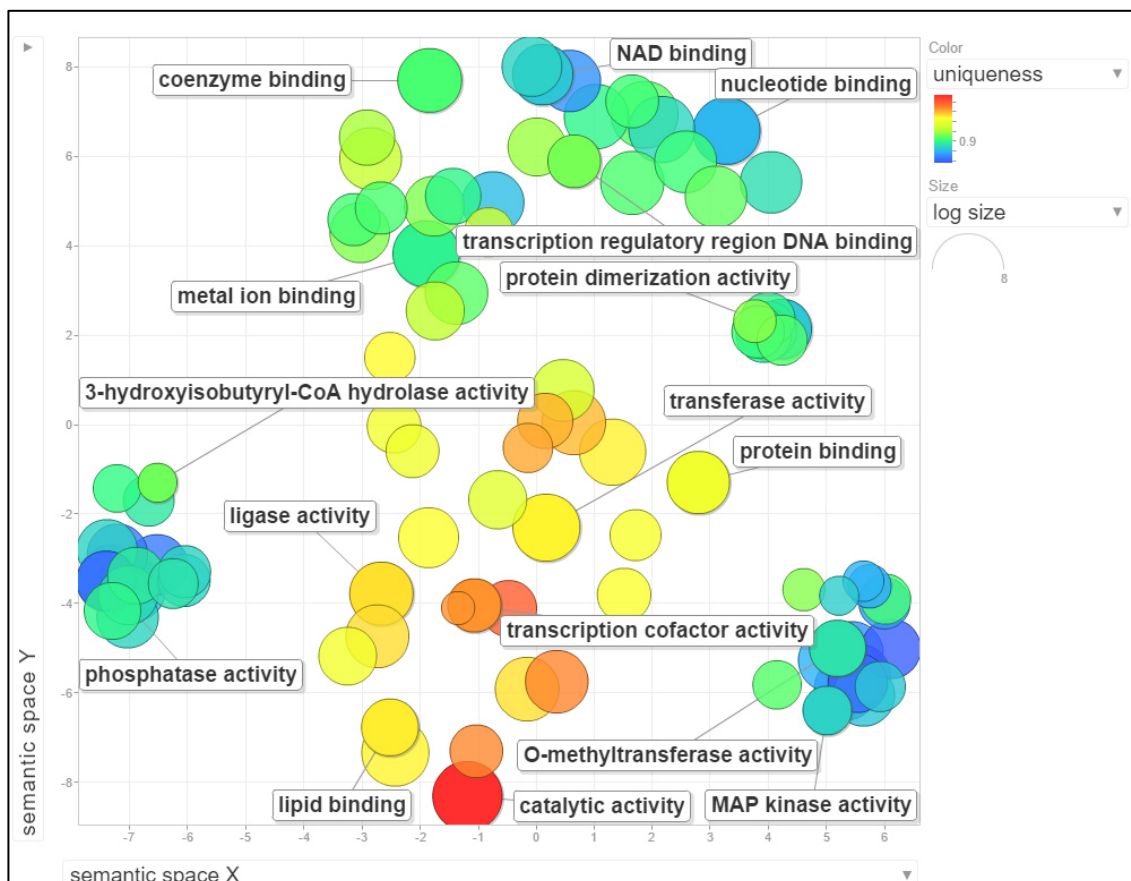 Color
uniqueness
0.9
Size
log size
8
semantic space Y
8
6
4
2
0
-2
-4
-6
-8
NAD binding
coenzyme binding
nucleotide binding
transcription regulatory region DNA binding
protein dimerization activity
metal ion binding
3-hydroxyisobutyryl-CoA hydrolase activity
transferase activity
protein binding
ligase activity
transcription cofactor activity
phosphatase activity
O-methyltransferase activity
lipid binding
catalytic activity
MAP kinase activity
-7 -6 -5 -4 -3 -2 -1 0 1 2 3 4 5 6
semantic space X